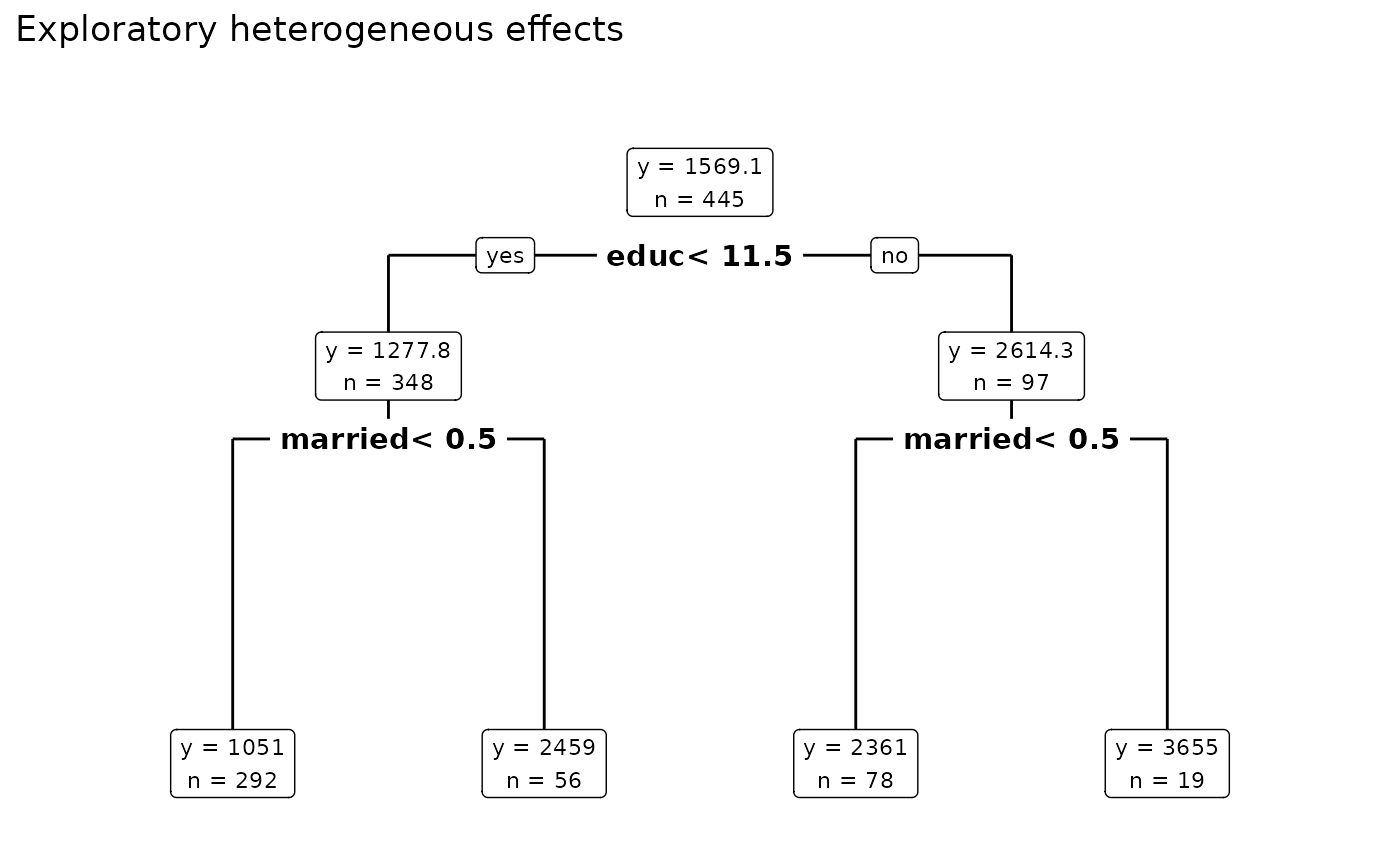 Exploratory heterogeneous effects
y = 1569.1
n = 445
yes
educ< 11.5
no
y = 1277.8
n = 348
y = 2614.3
n = 97
married< 0.5
married< 0.5
y = 1051
n = 292
y = 2459
n = 56
y = 2361
n = 78
y = 3655
n = 19